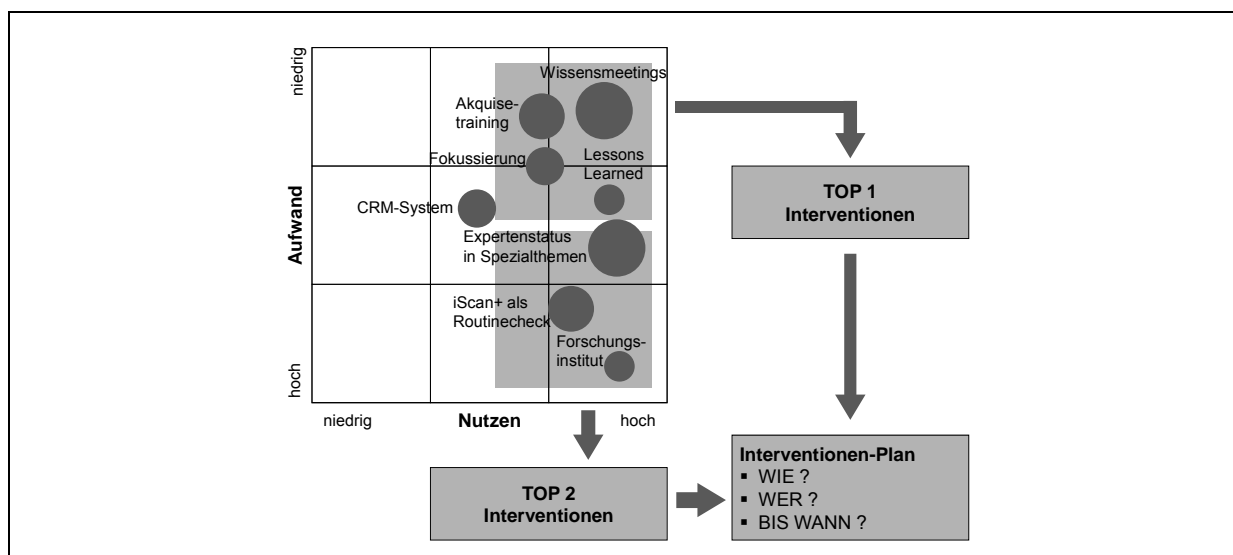 niedrig
Aufwand
hoch
Wissensmeetings
Akquise-
training
Fokussierung
Lessons
Learned
CRM-System
Expertenstatus
in Spezialthemen
iScan+ als
Routinecheck
Forschungs-
institut
niedrig
Nutzen
hoch
TOP 1
Interventionen
TOP 2
Interventionen
Interventionen-Plan
▪ WIE ?
▪ WER ?
▪ BIS WANN ?